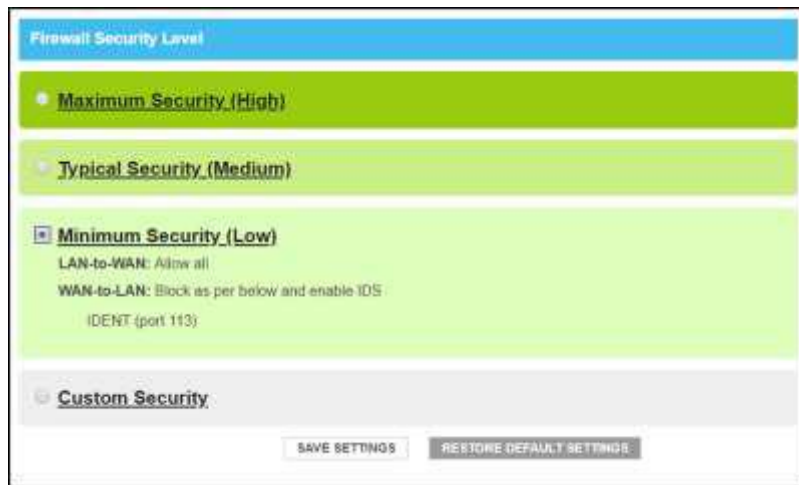 Firewall Security Level
Maximum Security (High)
Typical Security (Medium)
Minimum Security (Low)
LAN-to-WAN: Allow all
WAN-to-LAN: Block as per below and enable IDS
IDENT (port 113)
Custom Security
SAVE SETTINGS
RESTORE DEFAULT SETTINGS